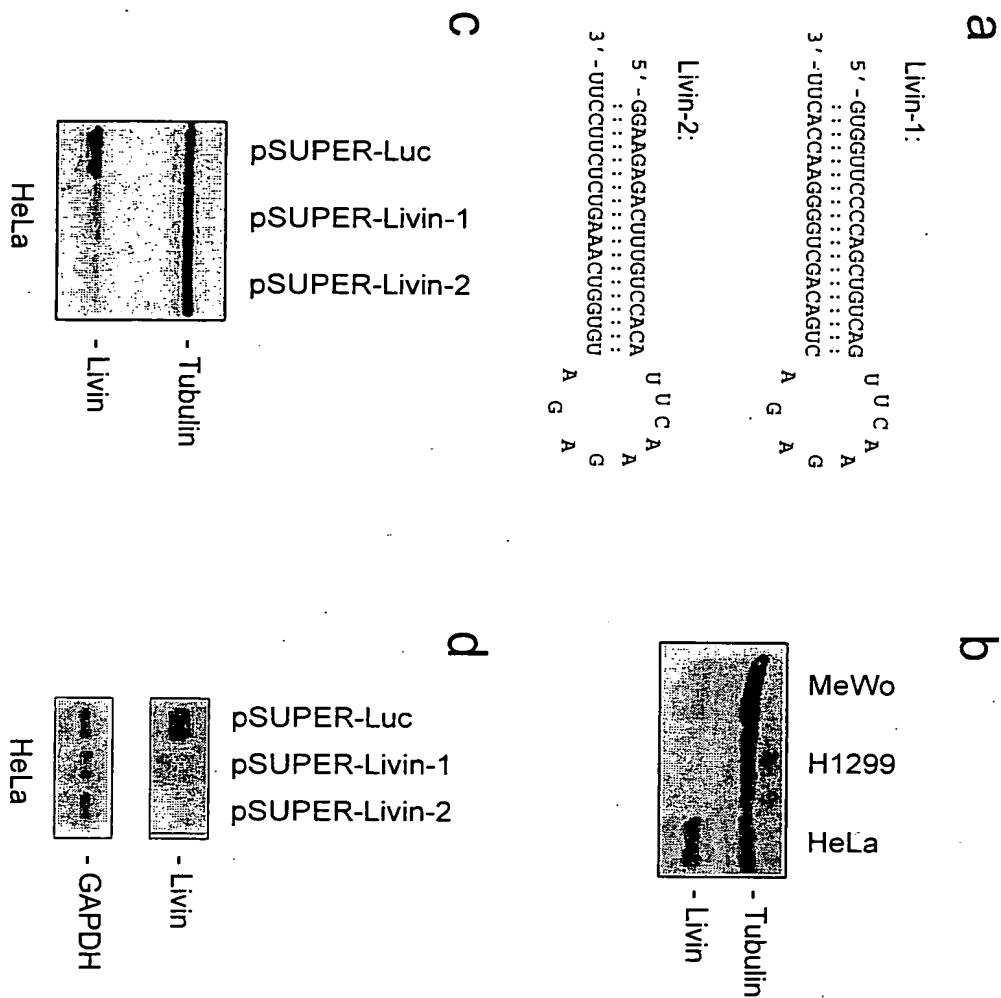 a
Livin-1:
5'-GUGGUUCCCCAGCUGUCAG
3'-UUCACCAAGGGGUCGACAGUC
U U C A A G A G A
Livin-2:
5'-GGAAGAGACUUUGUCCACA
3'-UUCCUUCUCUGAAACUGGUGU
U U C A A G A G A
b
MeWo
H1299
HeLa
- Tubulin
- Livin
c
pSUPER-Luc
pSUPER-Livin-1
pSUPER-Livin-2
- Tubulin
- Livin
HeLa
d
pSUPER-Luc
pSUPER-Livin-1
pSUPER-Livin-2
- Livin
- GAPDH
HeLa